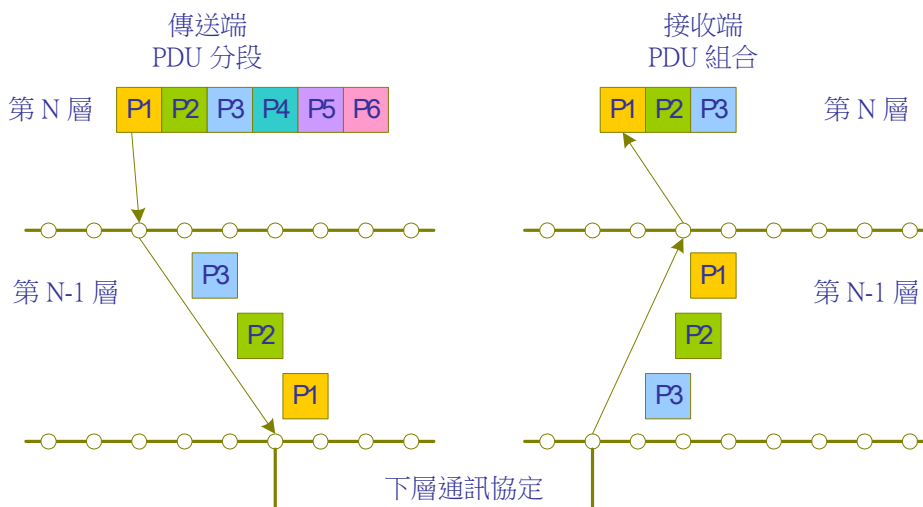 傳送端
PDU 分段
接收端
PDU 組合
第 N 層
P1 P2 P3 P4 P5 P6
P1 P2 P3
第 N 層
第 N-1 層
P3
P2
P1
P1
P2
P3
第 N-1 層
下層通訊協定